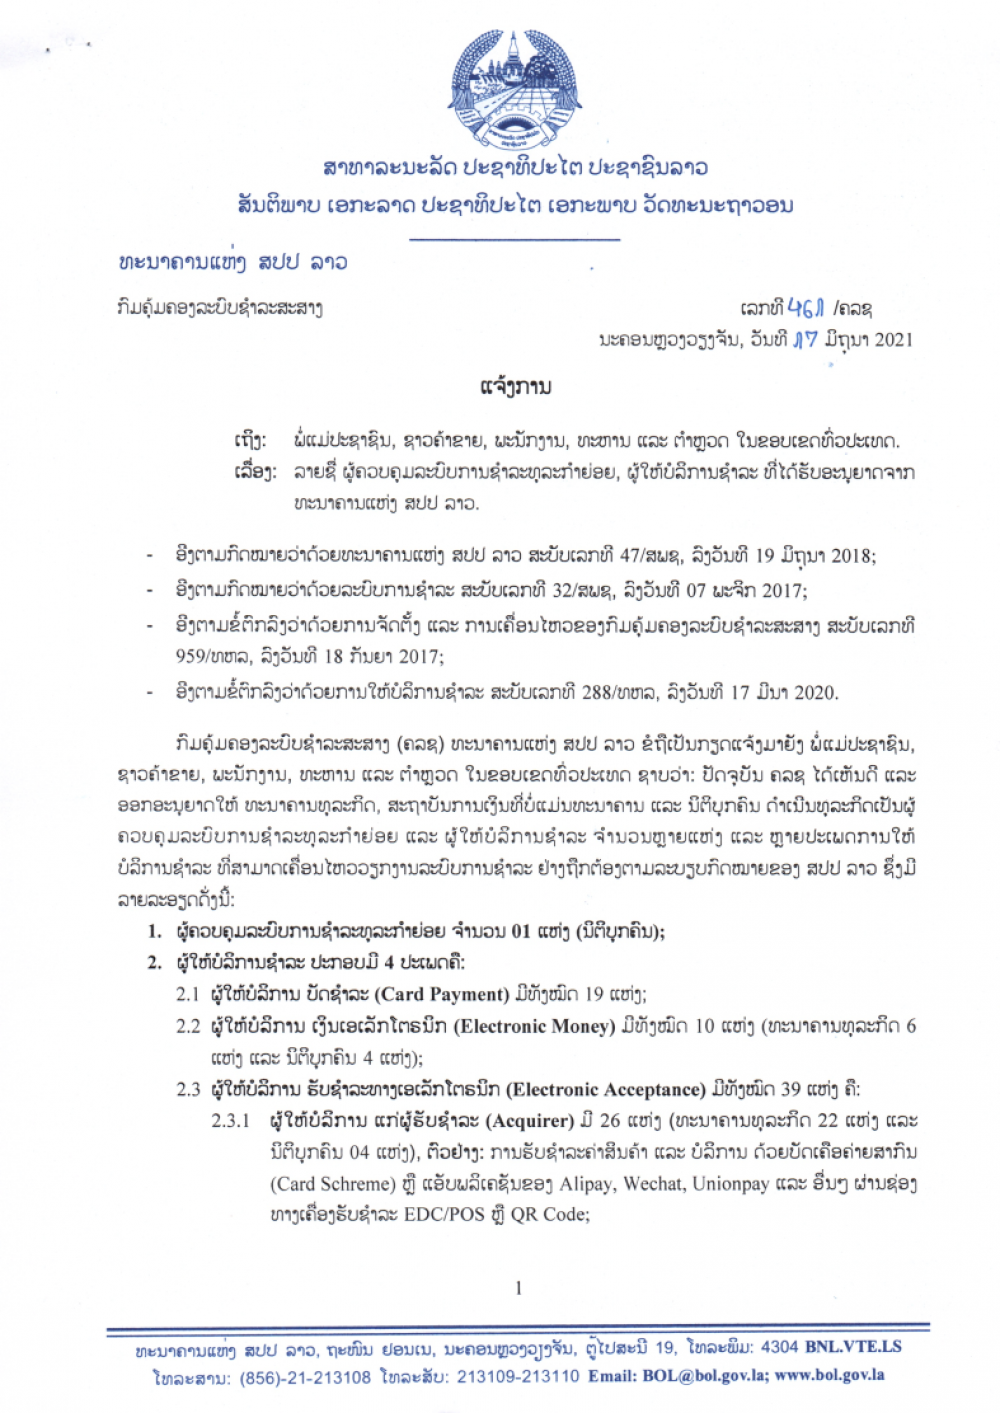 ສາທາລະນະລັດ ປະຊາທິປະໄຕ ປະຊາຊົນລາວ
ສັນຕິພາບ ເອກະລາດ ປະຊາທິປະໄຕ ເອກະພາບ ວັດທະນະຖາວອນ
ທະນາຄານແຫ່ງ ສປປ ລາວ
ກົມຄຸ້ມຄອງລະບົບຊຳລະສະສາງ
ເລກທີ 461 /ຄລຊ
ນະຄອນຫຼວງວຽງຈັນ, ວັນທີ 17 ມິຖຸນາ 2021
ແຈ້ງການ
ເຖິງ: ພໍ່ແມ່ປະຊາຊົນ, ຊາວຄ້າຂາຍ, ພະນັກງານ, ທະຫານ ແລະ ຕຳຫຼວດ ໃນຂອບເຂດທົ່ວປະເທດ.
ເລື່ອງ: ລາຍຊື່ ຜູ້ຄວບຄຸມລະບົບການຊຳລະທຸລະກຳຍ່ອຍ, ຜູ້ໃຫ້ບໍລິການຊຳລະ ທີ່ໄດ້ຮັບອະນຸຍາດຈາກ
ທະນາຄານແຫ່ງ ສປປ ລາວ.
- ອີງຕາມກົດໝາຍວ່າດ້ວຍທະນາຄານແຫ່ງ ສປປ ລາວ ສະບັບເລກທີ 47/ສພຊ, ລົງວັນທີ 19 ມິຖຸນາ 2018;
- ອີງຕາມກົດໝາຍວ່າດ້ວຍລະບົບການຊຳລະ ສະບັບເລກທີ 32/ສພຊ, ລົງວັນທີ 07 ພະຈິກ 2017;
- ອີງຕາມຂໍ້ຕົກລົງວ່າດ້ວຍການຈັດຕັ້ງ ແລະ ການເຄື່ອນໄຫວຂອງກົມຄຸ້ມຄອງລະບົບຊຳລະສະສາງ ສະບັບເລກທີ
959/ທຫລ, ລົງວັນທີ 18 ກັນຍາ 2017;
- ອີງຕາມຂໍ້ຕົກລົງວ່າດ້ວຍການໃຫ້ບໍລິການຊຳລະ ສະບັບເລກທີ 288/ທຫລ, ລົງວັນທີ 17 ມີນາ 2020.
ກົມຄຸ້ມຄອງລະບົບຊຳລະສະສາງ (ຄລຊ) ທະນາຄານແຫ່ງ ສປປ ລາວ ຂໍຖືເປັນກຽດແຈ້ງມາຍັງ ພໍ່ແມ່ປະຊາຊົນ,
ຊາວຄ້າຂາຍ, ພະນັກງານ, ທະຫານ ແລະ ຕຳຫຼວດ ໃນຂອບເຂດທົ່ວປະເທດ ຊາບວ່າ: ປັດຈຸບັນ ຄລຊ ໄດ້ເຫັນດີ ແລະ
ອອກອະນຸຍາດໃຫ້ ທະນາຄານທຸລະກິດ, ສະຖາບັນການເງິນທີ່ບໍ່ແມ່ນທະນາຄານ ແລະ ນິຕິບຸກຄົນ ດຳເນີນທຸລະກິດເປັນຜູ້
ຄວບຄຸມລະບົບການຊຳລະທຸລະກຳຍ່ອຍ ແລະ ຜູ້ໃຫ້ບໍລິການຊຳລະ ຈຳນວນຫຼາຍແຫ່ງ ແລະ ຫຼາຍປະເພດການໃຫ້
ບໍລິການຊຳລະ ທີ່ສາມາດເຄື່ອນໄຫວວຽກງານລະບົບການຊຳລະ ຢ່າງຖືກຕ້ອງຕາມລະບຽບກົດໝາຍຂອງ ສປປ ລາວ ຊຶ່ງມີ
ລາຍລະອຽດດັ່ງນີ້:
1. ຜູ້ຄວບຄຸມລະບົບການຊຳລະທຸລະກຳຍ່ອຍ ຈຳນວນ 01 ແຫ່ງ (ນິຕິບຸກຄົນ);
2. ຜູ້ໃຫ້ບໍລິການຊຳລະ ປະກອບມີ 4 ປະເພດຄື:
2.1 ຜູ້ໃຫ້ບໍລິການ ບັດຊຳລະ (Card Payment) ມີທັງໝົດ 19 ແຫ່ງ;
2.2 ຜູ້ໃຫ້ບໍລິການ ເງິນເອເລັກໂຕຣນິກ (Electronic Money) ມີທັງໝົດ 10 ແຫ່ງ (ທະນາຄານທຸລະກິດ 6
ແຫ່ງ ແລະ ນິຕິບຸກຄົນ 4 ແຫ່ງ);
2.3 ຜູ້ໃຫ້ບໍລິການ ຮັບຊຳລະທາງເອເລັກໂຕຣນິກ (Electronic Acceptance) ມີທັງໝົດ 39 ແຫ່ງ ຄື:
2.3.1 ຜູ້ໃຫ້ບໍລິການ ແກ່ຜູ້ຮັບຊຳລະ (Acquirer) ມີ 26 ແຫ່ງ (ທະນາຄານທຸລະກິດ 22 ແຫ່ງ ແລະ
ນິຕິບຸກຄົນ 04 ແຫ່ງ), ຕົວຢ່າງ: ການຮັບຊຳລະຄ່າສິນຄ້າ ແລະ ບໍລິການ ດ້ວຍບັດເຄືອຄ່າຍສາກົນ
(Card Schreme) ຫຼື ແອັບພລິເຄຊັນຂອງ Alipay, Wechat, Unionpay ແລະ ອື່ນໆ ຜ່ານຊ່ອງ
ທາງເຄື່ອງຮັບຊຳລະ EDC/POS ຫຼື QR Code;
1
ທະນາຄານແຫ່ງ ສປປ ລາວ, ຖະໜົນ ຢອນເນ, ນະຄອນຫຼວງວຽງຈັນ, ຕູ້ໄປສະນີ 19, ໂທລະພິມ: 4304 BNL.VTE.LS
ໂທລະສານ: (856)-21-213108 ໂທລະສັບ: 213109-213110 Email: BOL@bol.gov.la; www.bol.gov.la